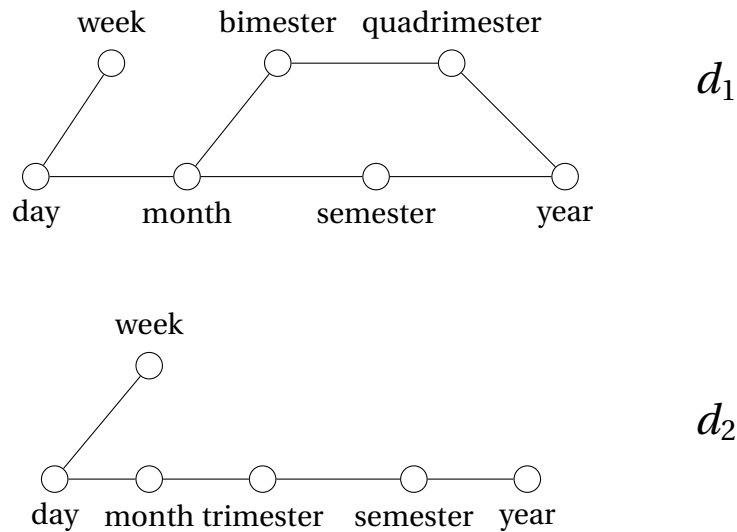 week bimester quadrimester
d1
day month semester year
week
d2
day month trimester semester year